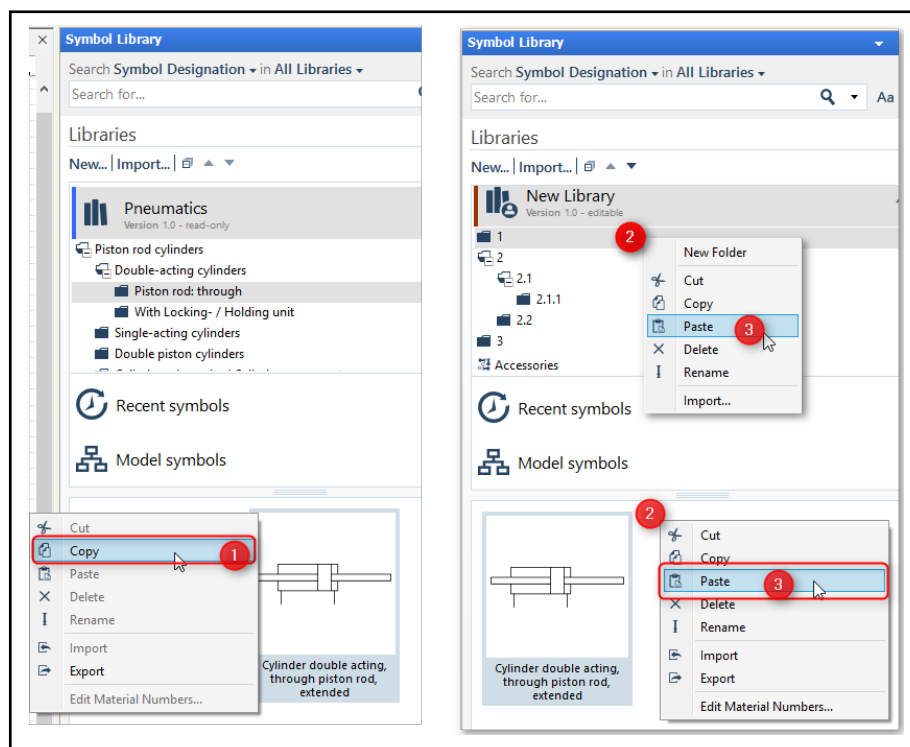 Symbol Library
Search Symbol Designation in All Libraries
Search for...
Libraries
New... | Import... |
Pneumatics
Version 1.0 - read-only
Piston rod cylinders
Double-acting cylinders
Piston rod: through
With Locking- / Holding unit
Single-acting cylinders
Double piston cylinders
Recent symbols
Model symbols
Cut
Copy
1
Paste
Delete
Rename
Import
Export
Edit Material Numbers...
Cylinder double acting,
through piston rod,
extended
Symbol Library
Search Symbol Designation in All Libraries
Search for...
Aa
Libraries
New... | Import... |
New Library
Version 1.0 - editable
1
2
2.1
2.1.1
2.2
3
Accessories
2
New Folder
Cut
Copy
Paste
3
Delete
Rename
Import...
Recent symbols
Model symbols
Cylinder double acting,
through piston rod,
extended
2
Cut
Copy
Paste
3
Delete
Rename
Import
Export
Edit Material Numbers...